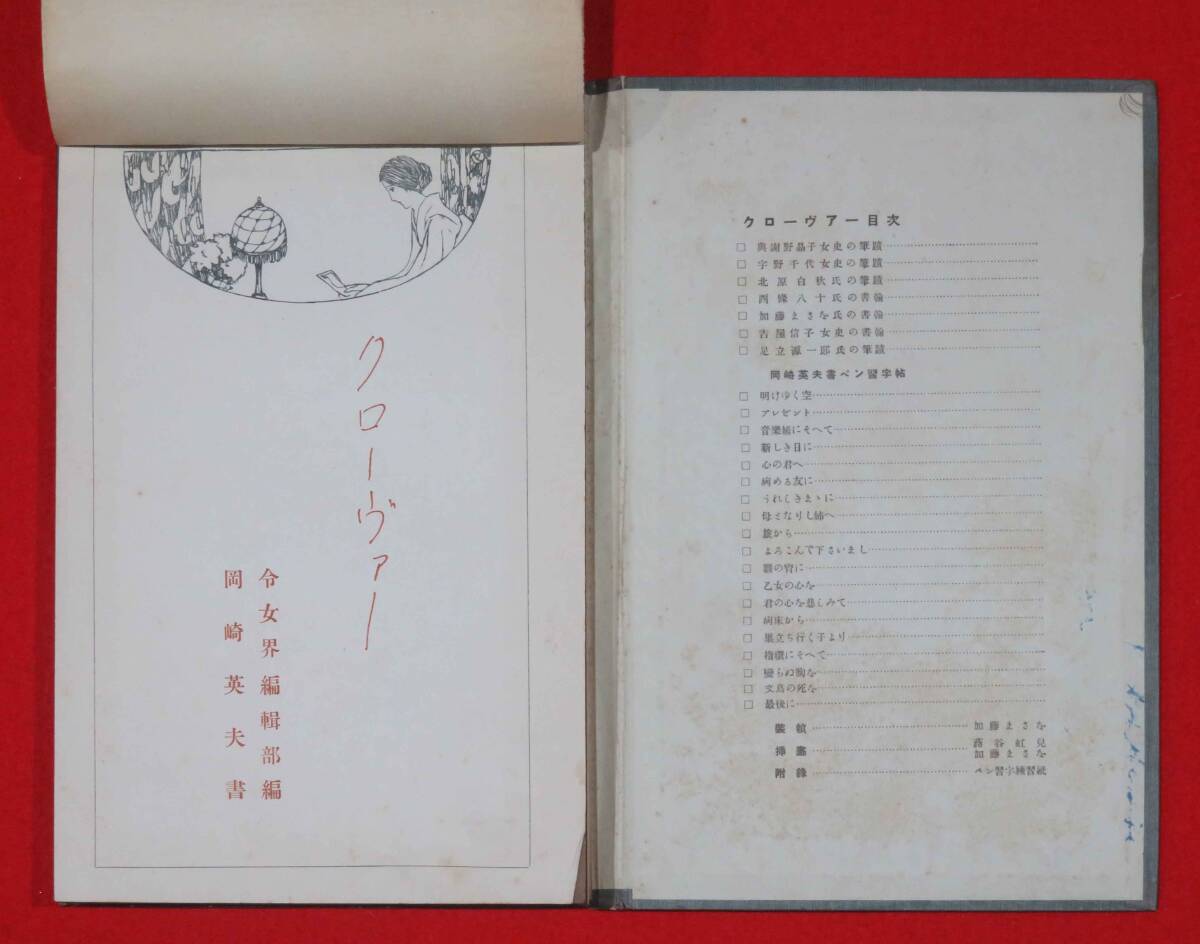 クローヴァー
令女界編輯部編
岡崎英夫書
クローヴアー目次
□ 與謝野晶子女史の筆蹟
□ 宇野千代女史の筆蹟
□ 北原白秋氏の筆蹟
□ 西條八十氏の書翰
□ 加藤まさを氏の書翰
□ 吉屋信子女史の書翰
□ 足立源一郎氏の筆蹟
岡崎英夫書ペン習字帖
□ 明けゆく空
□ プレゼント
□ 音樂會にそへて
□ 新しき日に
□ 心の君へ
□ 病める友に
□ うれしきまゝに
□ 母となりし姉へ
□ 旅から
□ よろこんで下さいまし
□ の宵に
□ 乙女の心を
□ 君の心を悲しみて
□ 病床から
□ 巣立ち行く子より
□ にそへて
□ 變らぬ胸を
□ 文鳥の死を
□ 最後に
裝幀 加藤まさを
挿畫 蕗谷虹兒
加藤まさを
附錄 ペン習字練習紙